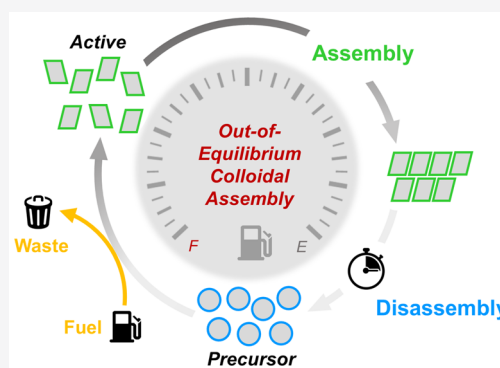 Active
Assembly
Out-of-
Equilibrium
Colloidal
Assembly
F
E
Waste
Fuel
Disassembly
Precursor